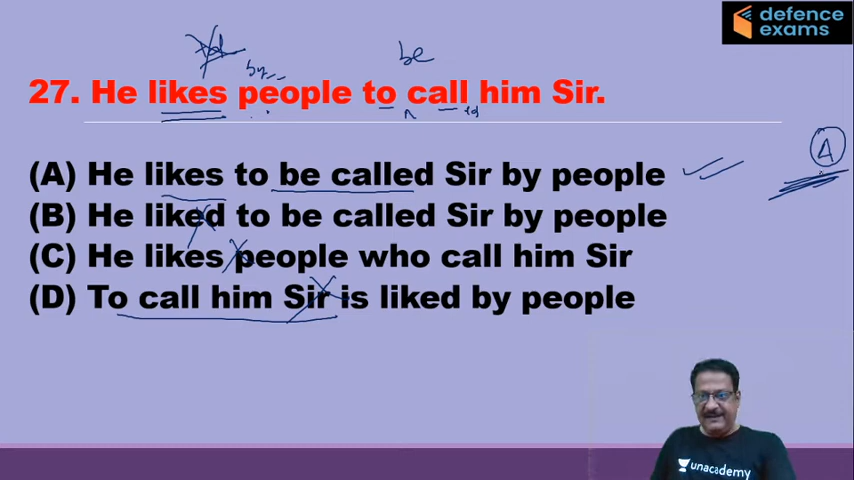 defence
exams
be
by
27. He likes people to call him Sir.
ed
(A) He likes to be called Sir by people
A
(B) He liked to be called Sir by people
(C) He likes people who call him Sir
(D) To call him Sir is liked by people
unacademy